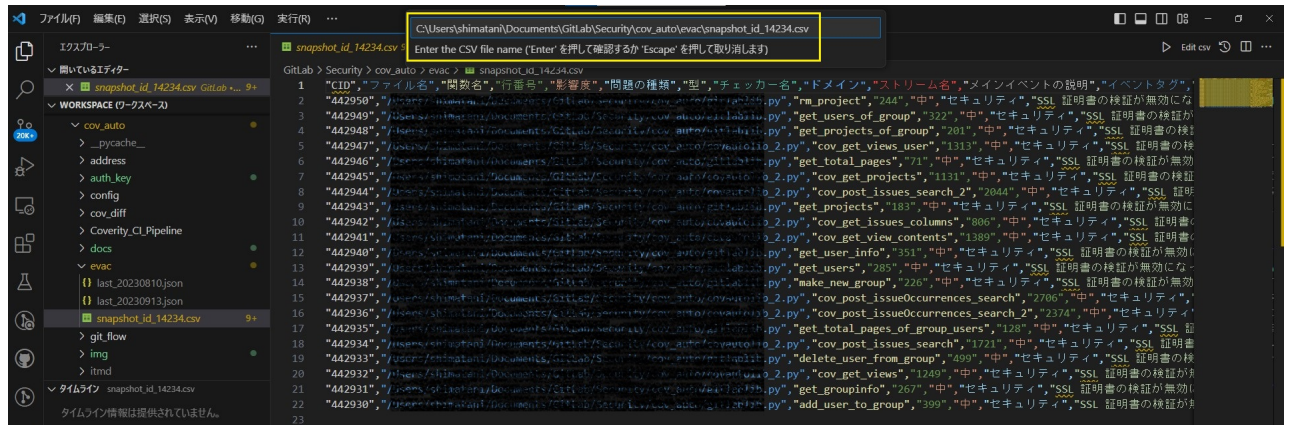 ファイル(F) 編集(E) 選択(S) 表示(V) 移動(G) 実行(R) …
C:\Users\shimatani\Documents\GitLab\Security\cov_auto\evac\snapshot_id_14234.csv
Enter the CSV file name ('Enter' を押して確認するか 'Escape' を押して取り消します)
エクスプローラー …
snapshot_id_14234.csv
Edit csv
開いているエディター
snapshot_id_14234.csv GitLab • ... 9+
WORKSPACE (ワークスペース)
20K+
cov_auto
__pycache__
address
auth_key
config
cov_diff
Coverity_CI_Pipeline
docs
evac
last_20230810.json
last_20230913.json
snapshot_id_14234.csv 9+
git_flow
img
itmd
タイムライン snapshot_id_14234.csv
タイムライン情報は提供されていません。
GitLab > Security > cov_auto > evac > snapshot_id_14234.csv
1 "CID","ファイル名","関数名","行番号","影響度","問題の種類","型","チェッカー名","ドメイン","ストリーム名","メインイベントの説明","イベントタグ",
2 "442950", .py","rm_project","244","中","セキュリティ","SSL 証明書の検証が無効にな
3 "442949", .py","get_users_of_group","322","中","セキュリティ","SSL 証明書の検証が
4 "442948", .py","get_projects_of_group","201","中","セキュリティ","SSL 証明書の検
5 "442947", _2.py","cov_get_views_user","1313","中","セキュリティ","SSL 証明書の検
6 "442946", .py","get_total_pages","71","中","セキュリティ","SSL 証明書の検証が無効
7 "442945", _2.py","cov_get_projects","1131","中","セキュリティ","SSL 証明書の検証
8 "442944", _2.py","cov_post_issues_search_2","2044","中","セキュリティ","SSL 証明
9 "442943", .py","get_projects","183","中","セキュリティ","SSL 証明書の検証が無効に
10 "442942", _2.py","cov_get_issues_columns","806","中","セキュリティ","SSL 証明書
11 "442941", _2.py","cov_get_view_contents","1389","中","セキュリティ","SSL 証明書
12 "442940", .py","get_user_info","351","中","セキュリティ","SSL 証明書の検証が無効
13 "442939", .py","get_users","285","中","セキュリティ","SSL 証明書の検証が無効にな
14 "442938", .py","make_new_group","226","中","セキュリティ","SSL 証明書の検証が無効
15 "442937", _2.py","cov_post_issueOccurrences_search","2706","中","セキュリティ",
16 "442936", _2.py","cov_post_issueOccurrences_search_2","2374","中","セキュリティ"
17 "442935", .py","get_total_pages_of_group_users","128","中","セキュリティ","SSL 証
18 "442934", _2.py","cov_post_issues_search","1721","中","セキュリティ","SSL 証明書
19 "442933", .py","delete_user_from_group","499","中","セキュリティ","SSL 証明書の検
20 "442932", _2.py","cov_get_views","1249","中","セキュリティ","SSL 証明書の検証が
21 "442931", .py","get_groupinfo","267","中","セキュリティ","SSL 証明書の検証が無効
22 "442930", .py","add_user_to_group","399","中","セキュリティ","SSL 証明書の検証が
23